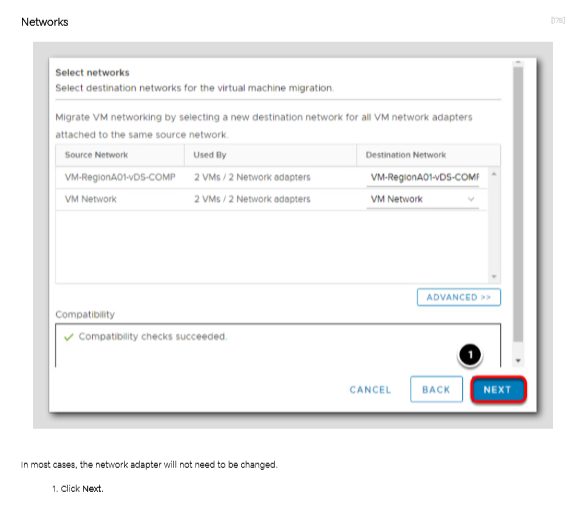 Networks
[178]
Select networks
Select destination networks for the virtual machine migration.
Migrate VM networking by selecting a new destination network for all VM network adapters
attached to the same source network.
Source Network Used By Destination Network
VM-RegionA01-vDS-COMP 2 VMs / 2 Network adapters VM-RegionA01-vDS-COMF
VM Network 2 VMs / 2 Network adapters VM Network
ADVANCED >>
Compatibility
Compatibility checks succeeded.
1
CANCEL BACK NEXT
In most cases, the network adapter will not need to be changed.
1. Click Next.